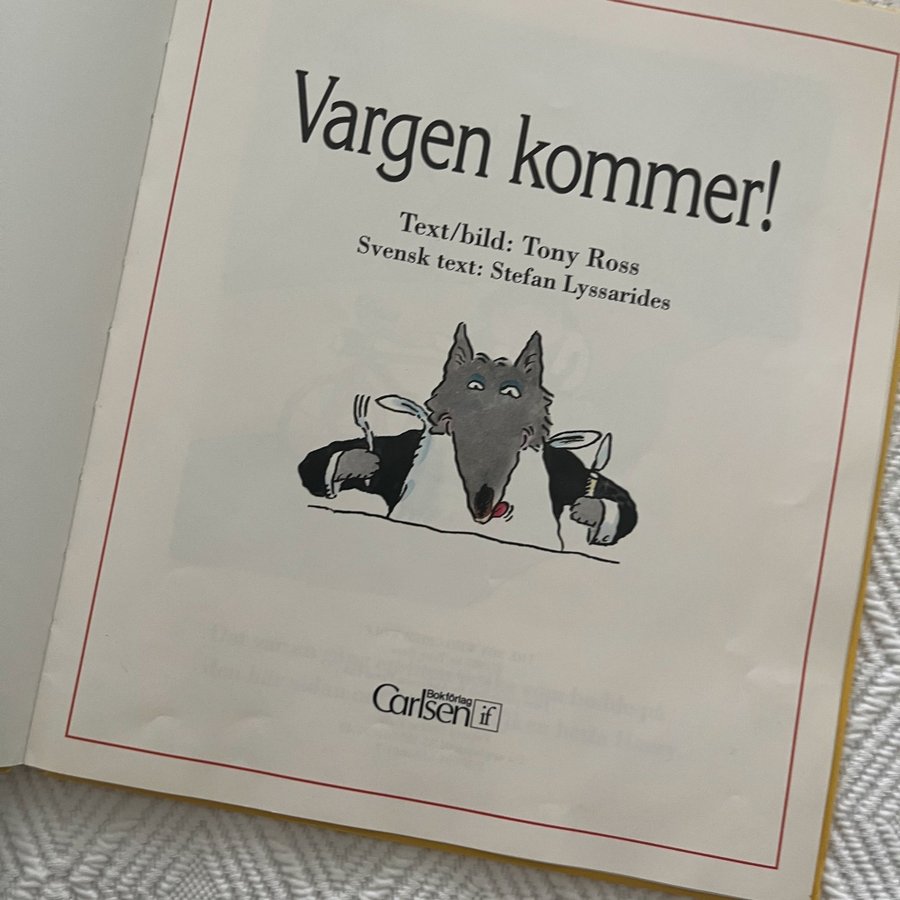 Vargen kommer!
Text/bild: Tony Ross
Svensk text: Stefan Lyssarides
Bokförlag
Carlsen if